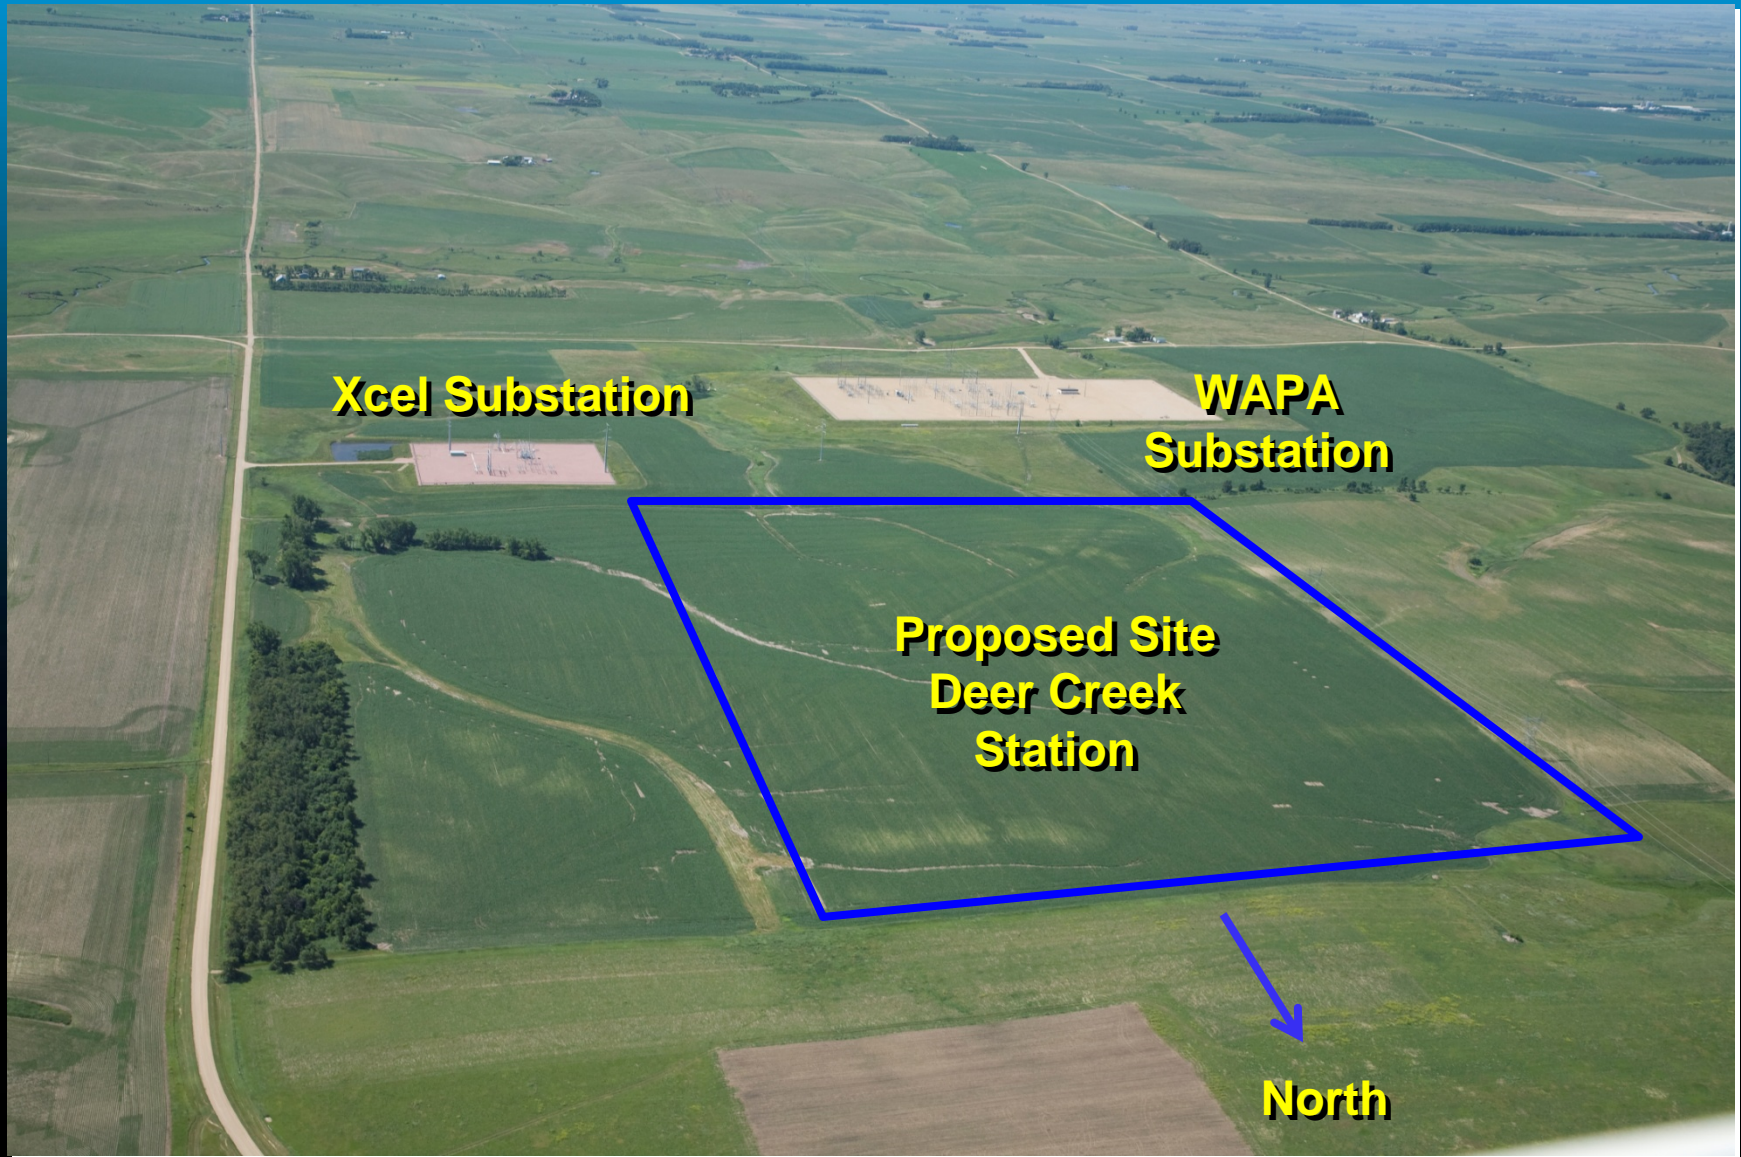 Xcel Substation
WAPA
Substation
Proposed Site
Deer Creek
Station
North